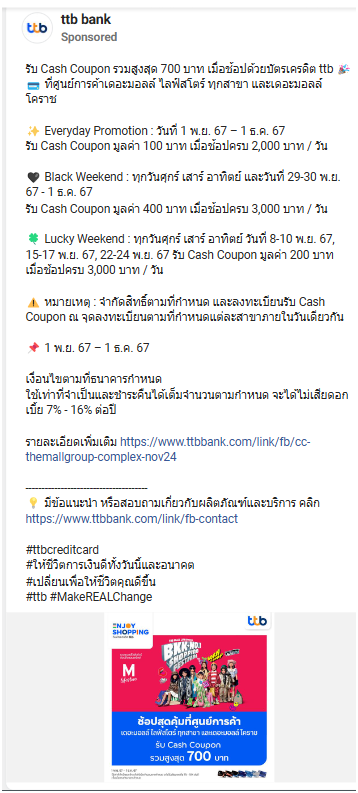 ttb bank
Sponsored
รับ Cash Coupon รวมสูงสุด 700 บาท เมื่อช้อปด้วยบัตรเครดิต ttb 🎉
💳 ที่ศูนย์การค้าเดอะมอลล์ ไลฟ์สโตร์ ทุกสาขา และเดอะมอลล์
โคราช
✨ Everyday Promotion : วันที่ 1 พ.ย. 67 – 1 ธ.ค. 67
รับ Cash Coupon มูลค่า 100 บาท เมื่อช้อปครบ 2,000 บาท / วัน
🖤 Black Weekend : ทุกวันศุกร์ เสาร์ อาทิตย์ และวันที่ 29-30 พ.ย.
67 - 1 ธ.ค. 67
รับ Cash Coupon มูลค่า 400 บาท เมื่อช้อปครบ 3,000 บาท / วัน
🍀 Lucky Weekend : ทุกวันศุกร์ เสาร์ อาทิตย์ วันที่ 8-10 พ.ย. 67,
15-17 พ.ย. 67, 22-24 พ.ย. 67 รับ Cash Coupon มูลค่า 200 บาท
เมื่อช้อปครบ 3,000 บาท / วัน
⚠️ หมายเหตุ : จำกัดสิทธิ์ตามที่กำหนด และลงทะเบียนรับ Cash
Coupon ณ จุดลงทะเบียนตามที่กำหนดแต่ละสาขาภายในวันเดียวกัน
📌 1 พ.ย. 67 – 1 ธ.ค. 67
เงื่อนไขตามที่ธนาคารกำหนด
ใช้เท่าที่จำเป็นและชำระคืนได้เต็มจำนวนตามกำหนด จะได้ไม่เสียดอก
เบี้ย 7% - 16% ต่อปี
รายละเอียดเพิ่มเติม https://www.ttbbank.com/link/fb/cc-
themallgroup-complex-nov24
--------------------------------------
💡 มีข้อแนะนำ หรือสอบถามเกี่ยวกับผลิตภัณฑ์และบริการ คลิก
https://www.ttbbank.com/link/fb-contact
#ttbcreditcard
#ให้ชีวิตการเงินดีทั้งวันนี้และอนาคต
#เปลี่ยนเพื่อให้ชีวิตคุณดีขึ้น
#ttb #MakeREALChange
ENJOY
SHOPPING
ttb
M
BKK-NO.1
SHOPPING
FESTIVAL
ช้อปสุดคุ้มที่ศูนย์การค้า
เดอะมอลล์ ไลฟ์สโตร์ ทุกสาขา และเดอะมอลล์ โคราช
รับ Cash Coupon
รวมสูงสุด 700 บาท